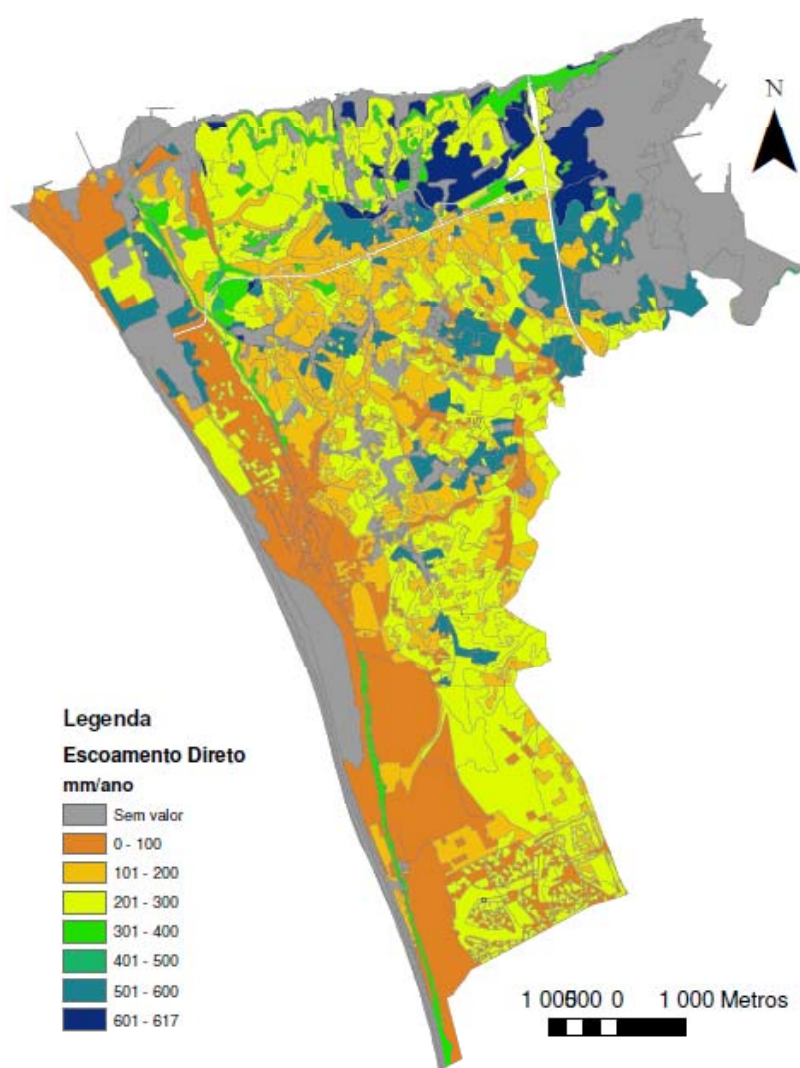 N
Legenda
Escoamento Direto
mm/ano
Sem valor
0 - 100
101 - 200
201 - 300
301 - 400
401 - 500
501 - 600
601 - 617
0 1 000 Metros